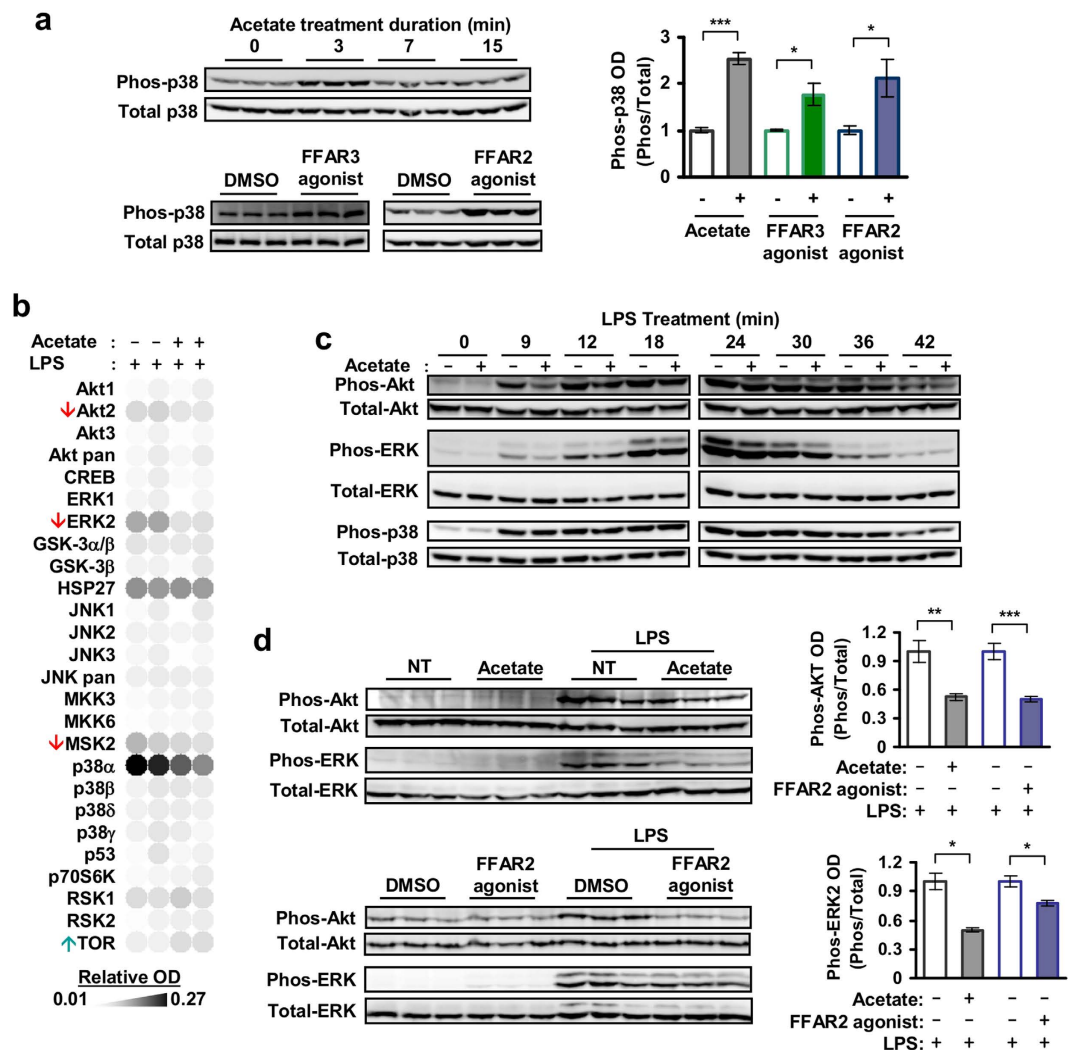 a
Acetate treatment duration (min)
0 3 7 15
Phos-p38
Total p38
DMSO FFAR3 agonist DMSO FFAR2 agonist
Phos-p38
Total p38
Phos-p38 OD (Phos/Total)
3
2
1
0
*** * *
- + - + - +
Acetate FFAR3 agonist FFAR2 agonist
b
Acetate : – – + +
LPS : + + + +
Akt1
↓Akt2
Akt3
Akt pan
CREB
ERK1
↓ERK2
GSK-3α/β
GSK-3β
HSP27
JNK1
JNK2
JNK3
JNK pan
MKK3
MKK6
↓MSK2
p38α
p38β
p38δ
p38γ
p53
p70S6K
RSK1
RSK2
↑TOR
Relative OD
0.01 0.27
c
LPS Treatment (min)
0 9 12 18 24 30 36 42
Acetate : – + – + – + – + – + – + – + – +
Phos-Akt
Total-Akt
Phos-ERK
Total-ERK
Phos-p38
Total-p38
d
LPS
NT Acetate NT Acetate
Phos-Akt
Total-Akt
Phos-ERK
Total-ERK
LPS
DMSO FFAR2 agonist DMSO FFAR2 agonist
Phos-Akt
Total-Akt
Phos-ERK
Total-ERK
Phos-AKT OD (Phos/Total)
1.2
0.9
0.6
0.3
0
** ***
Acetate: – + – –
FFAR2 agonist: – – – +
LPS: + + + +
Phos-ERK2 OD (Phos/Total)
1.2
0.9
0.6
0.3
0
* *
Acetate: – + – –
FFAR2 agonist: – – – +
LPS: + + + +